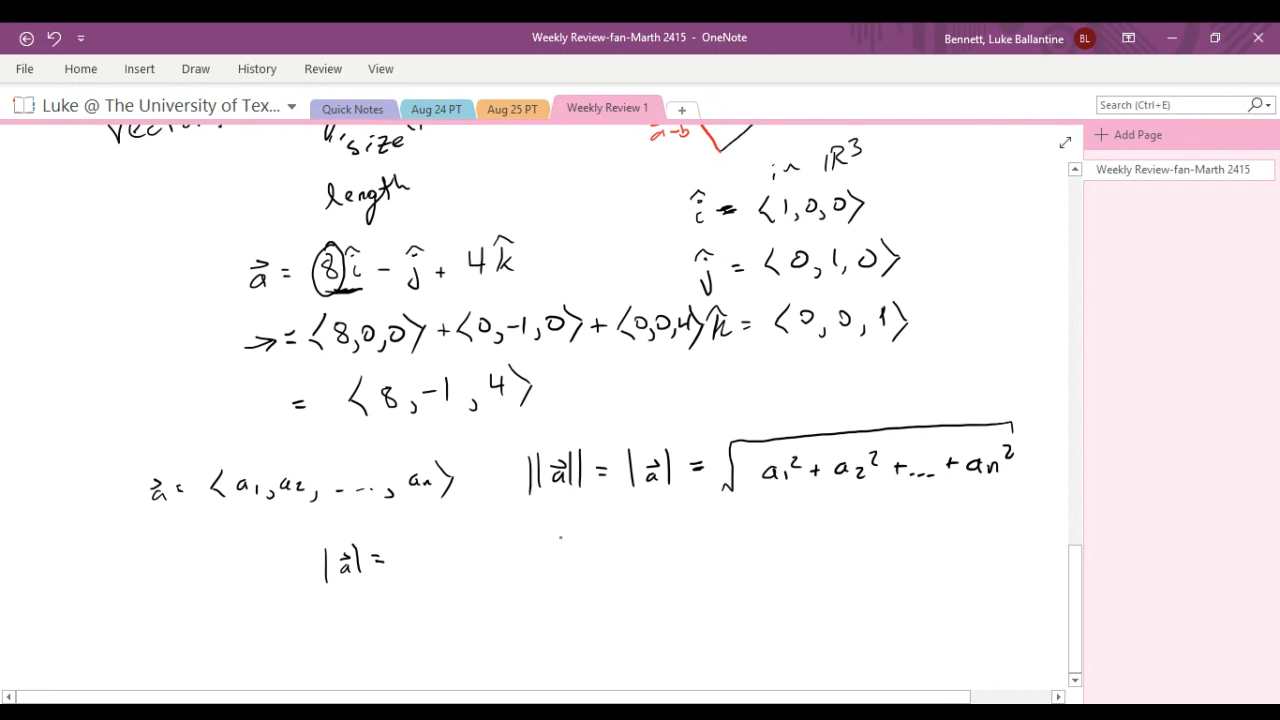 Weekly Review-fan-Marth 2415 - OneNote
Bennett, Luke Ballantine BL
File Home Insert Draw History Review View
Luke @ The University of Tex... Quick Notes Aug 24 PT Aug 25 PT Weekly Review 1 + Search (Ctrl+E)
+ Add Page
Weekly Review-fan-Marth 2415
"size"
length
a⃗-b
in ℝ³
î = ⟨1, 0, 0⟩
a⃗ = 8î - ĵ + 4k̂
ĵ = ⟨0, 1, 0⟩
→ = ⟨8,0,0⟩ + ⟨0,-1,0⟩ + ⟨0,0,4⟩ k̂ = ⟨0, 0, 1⟩
= ⟨8, -1, 4⟩
a⃗ = ⟨a₁, a₂, ....., aₙ⟩ ||a⃗|| = |a⃗| = √(a₁² + a₂² + ... + aₙ²)
|a⃗| =